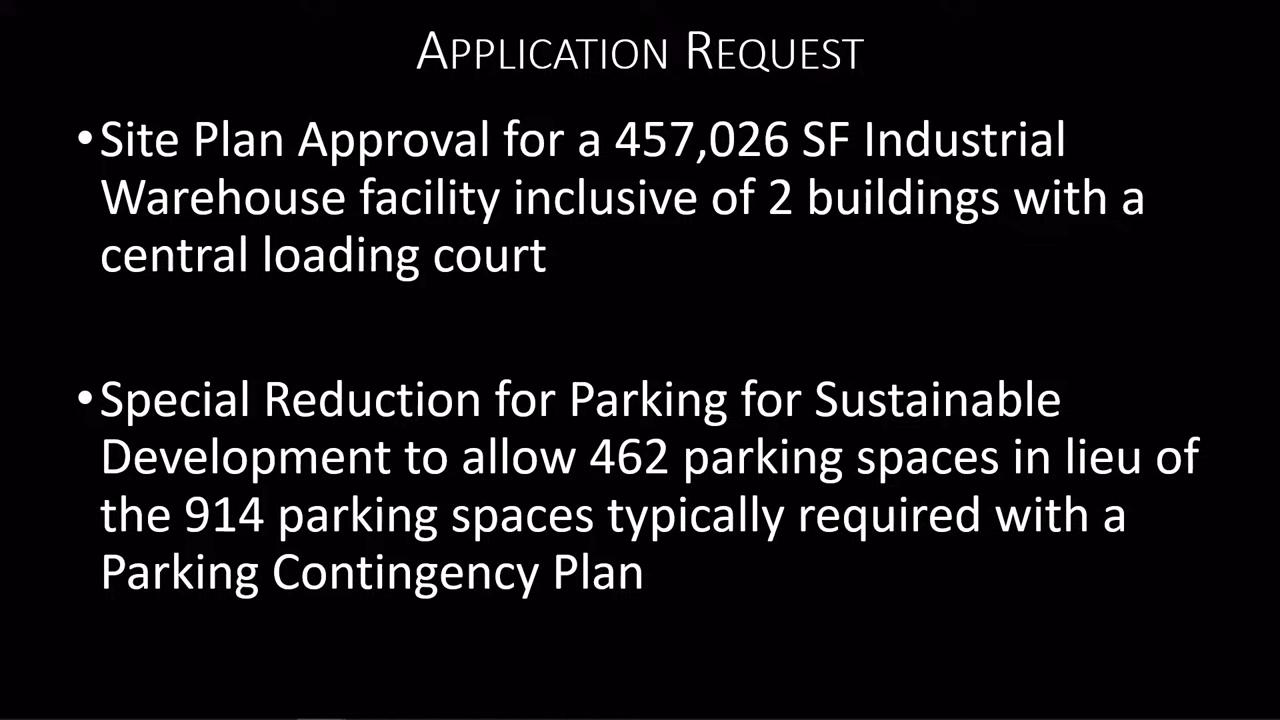 APPLICATION REQUEST
•Site Plan Approval for a 457,026 SF Industrial
Warehouse facility inclusive of 2 buildings with a
central loading court
•Special Reduction for Parking for Sustainable
Development to allow 462 parking spaces in lieu of
the 914 parking spaces typically required with a
Parking Contingency Plan